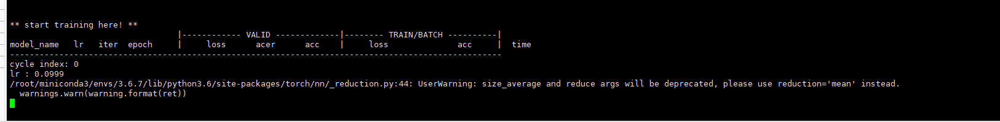 ** start training here! **
|------------ VALID -------------|-------- TRAIN/BATCH ----------|
model_name   lr   iter  epoch     |     loss      acer      acc    |     loss              acc     |  time
----------------------------------------------------------------------------------------------------
cycle index: 0
lr : 0.0999
/root/miniconda3/envs/3.6.7/lib/python3.6/site-packages/torch/nn/_reduction.py:44: UserWarning: size_average and reduce args will be deprecated, please use reduction='mean' instead.
  warnings.warn(warning.format(ret))